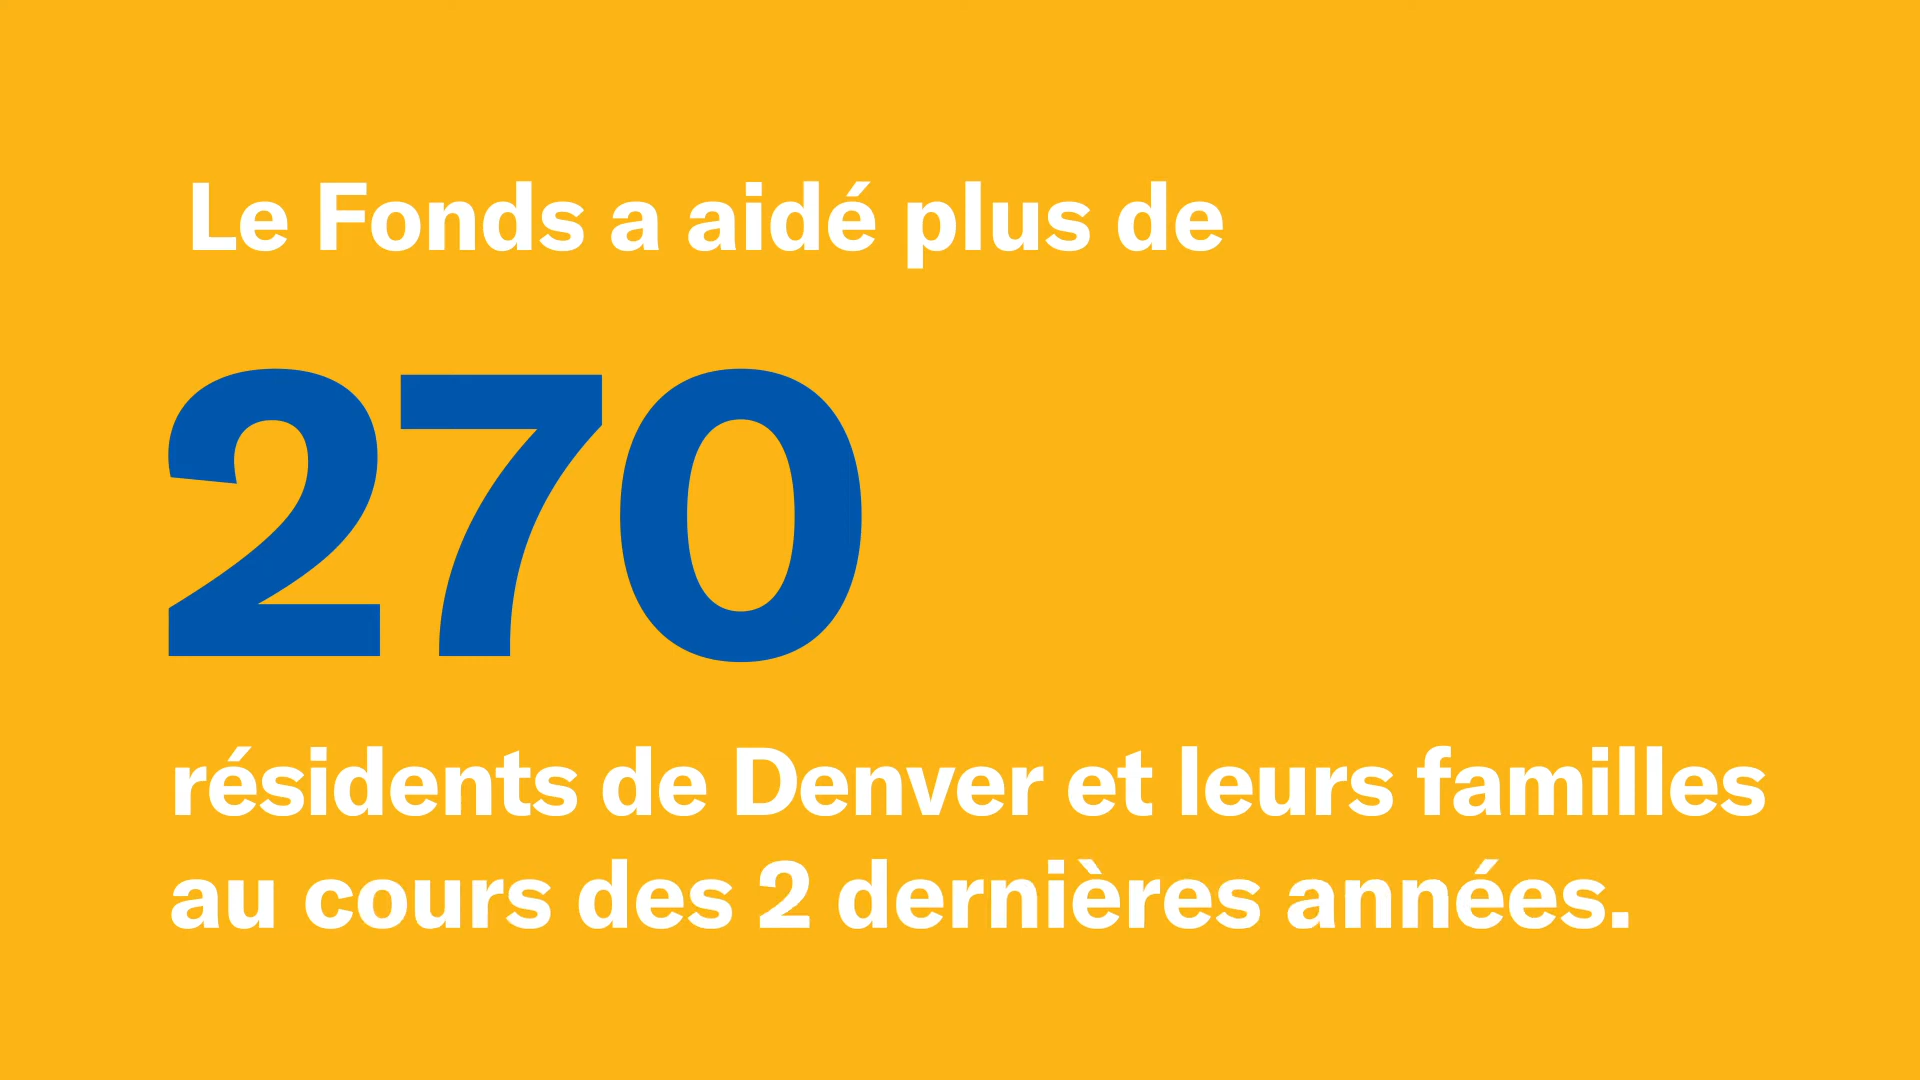 Le Fonds a aidé plus de
270
résidents de Denver et leurs familles
au cours des 2 dernières années.